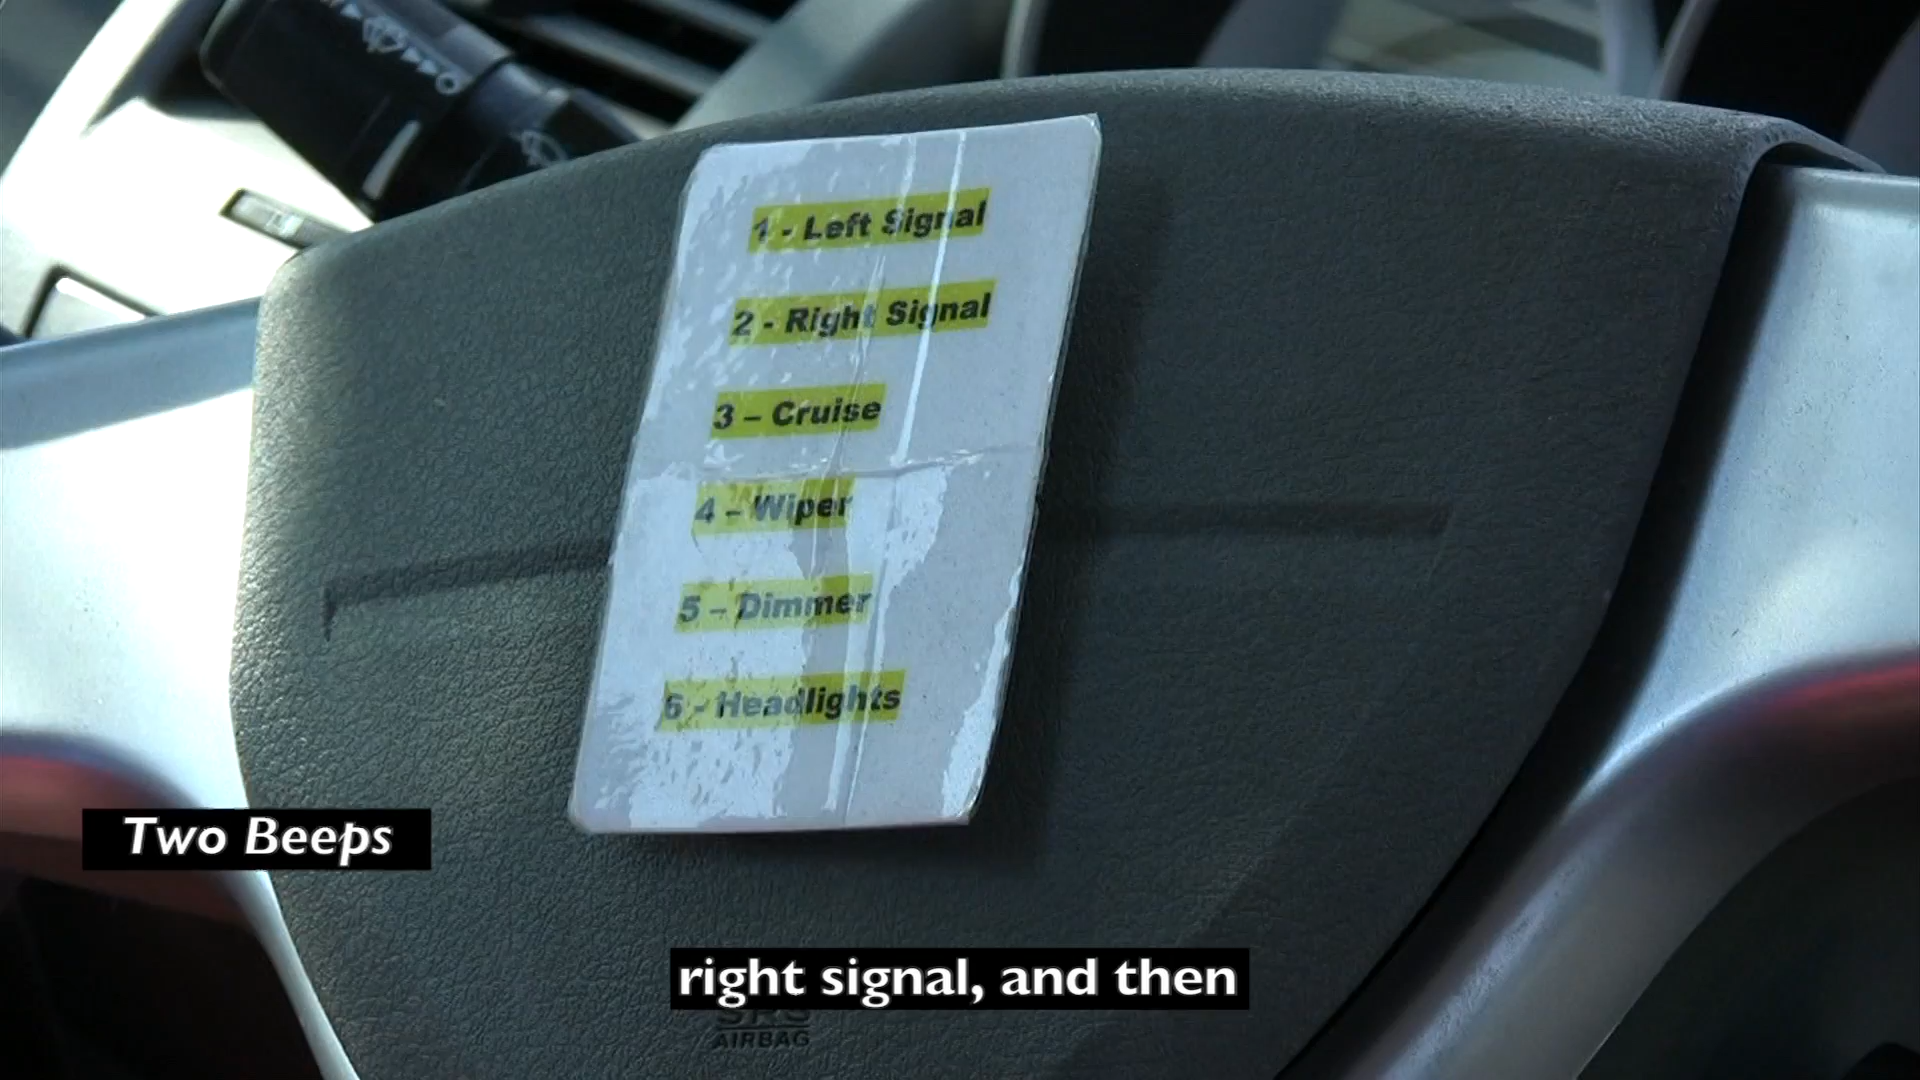 1 - Left Signal
2 - Right Signal
3 – Cruise
4 – Wiper
5 – Dimmer
6 - Headlights
Two Beeps
right signal, and then
SRS
AIRBAG